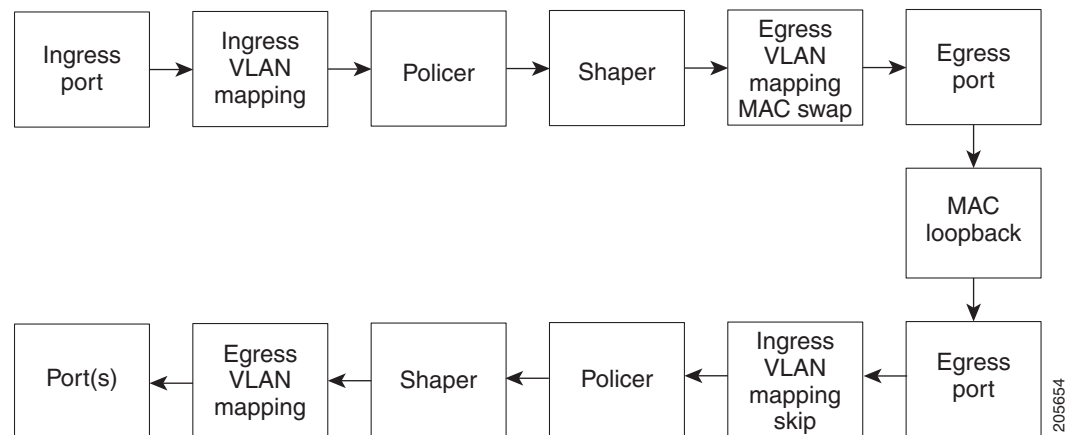 Ingress
port
Ingress
VLAN
mapping
Policer
Shaper
Egress
VLAN
mapping
MAC swap
Egress
port
MAC
loopback
Egress
port
Ingress
VLAN
mapping
skip
Policer
Shaper
Egress
VLAN
mapping
Port(s)
205654